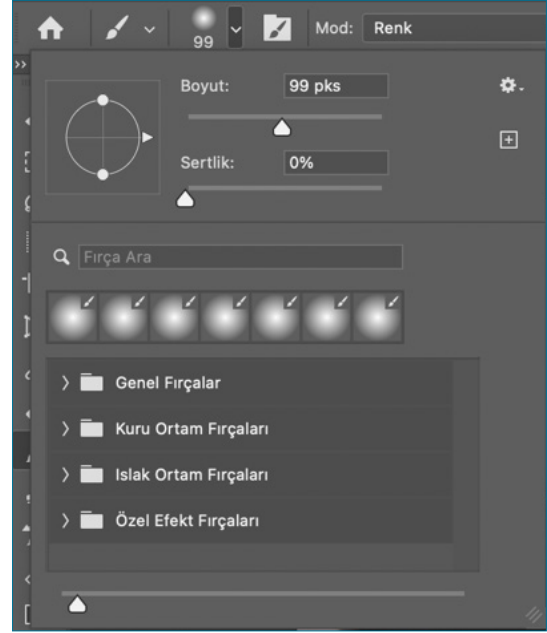 99
Mod: Renk
Boyut: 99 pks
Sertlik: 0%
Fırça Ara
Genel Fırçalar
Kuru Ortam Fırçaları
Islak Ortam Fırçaları
Özel Efekt Fırçaları